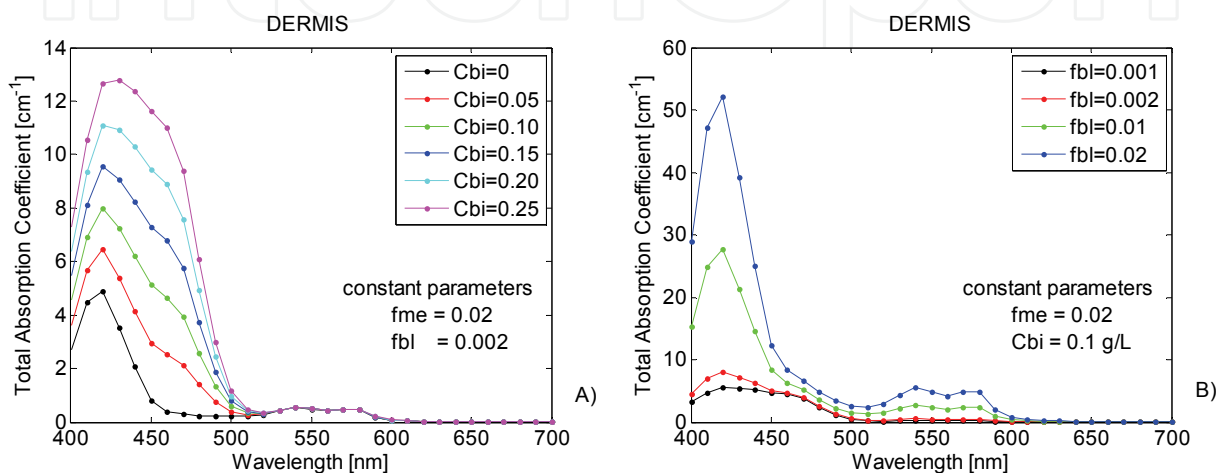 DERMIS
14
12
10
8
6
4
2
0
400
450
500
550
600
650
700
Total Absorption Coefficient [cm-1]
Wavelength [nm]
Cbi=0
Cbi=0.05
Cbi=0.10
Cbi=0.15
Cbi=0.20
Cbi=0.25
constant parameters
fme = 0.02
fbl = 0.002
A)
DERMIS
60
50
40
30
20
10
0
400
450
500
550
600
650
700
Total Absorption Coefficient [cm-1]
Wavelength [nm]
fbl=0.001
fbl=0.002
fbl=0.01
fbl=0.02
constant parameters
fme = 0.02
Cbi = 0.1 g/L
B)